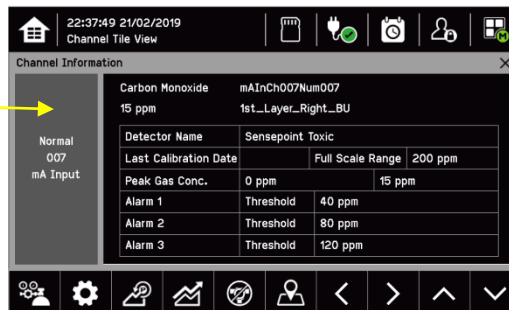 22:37:49 21/02/2019
Channel Tile View
Channel Information
Normal
007
mA Input
Carbon Monoxide mAInCh007Num007
15 ppm 1st_Layer_Right_BU
Detector Name Sensepoint Toxic
Last Calibration Date Full Scale Range 200 ppm
Peak Gas Conc. 0 ppm 15 ppm
Alarm 1 Threshold 40 ppm
Alarm 2 Threshold 80 ppm
Alarm 3 Threshold 120 ppm